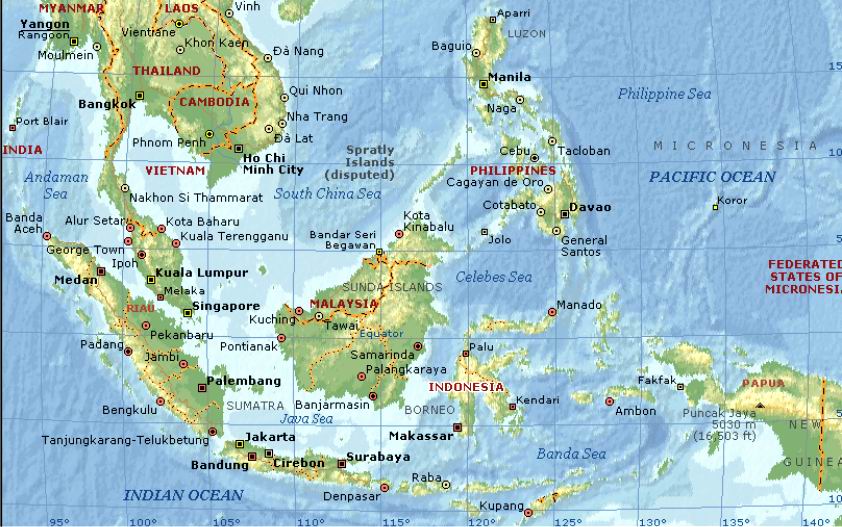 MYANMAR
LAOS
Vinh
Aparri
Yangon
Rangoon
Vientiane
LUZON
Khon Kaen
Đà Nang
Baguio
Moulmein
THAILAND
Manila
15
Qui Nhon
Philippine Sea
Bangkok
CAMBODIA
Naga
Nha Trang
Port Blair
Phnom Penh
Đà Lat
INDIA
Ho Chi
Minh City
Spratly
Islands
(disputed)
Cebu
Tacloban
MICRONESIA
10
VIETNAM
PHILIPPINES
Andaman
Sea
South China Sea
Cagayan de Oro
PACIFIC OCEAN
Nakhon Si Thammarat
Cotabato
Davao
Koror
Banda
Aceh
Alur Setar
Kota Baharu
Kota
Kinabalu
Bandar Seri
Begawan
Jolo
General
Santos
5
George Town
Kuala Terengganu
Ipoh
Medan
Kuala Lumpur
Celebes Sea
FEDERATED
STATES OF
MICRONESIA
Melaka
SUNDA ISLANDS
RIAU
Singapore
MALAYSIA
Manado
Kuching
Tawai
Pekanbaru
Equator
Padang
Pontianak
Jambi
Samarinda
Palu
Palangkaraya
Palembang
INDONESIA
Fakfak
PAPUA
Bengkulu
SUMATRA
Banjarmasin
BORNEO
Kendari
Ambon
Puncak Jaya
5030 m
(16,503 ft)
5
Java Sea
NEW
GUINEA
Tanjungkarang-Telukbetung
Jakarta
Makassar
Bandung
Cirebon
Surabaya
Banda Sea
INDIAN OCEAN
Denpasar
Raba
Kupang
10
95°
100°
105°
110°
115°
120°
125°
130°
135°
140°